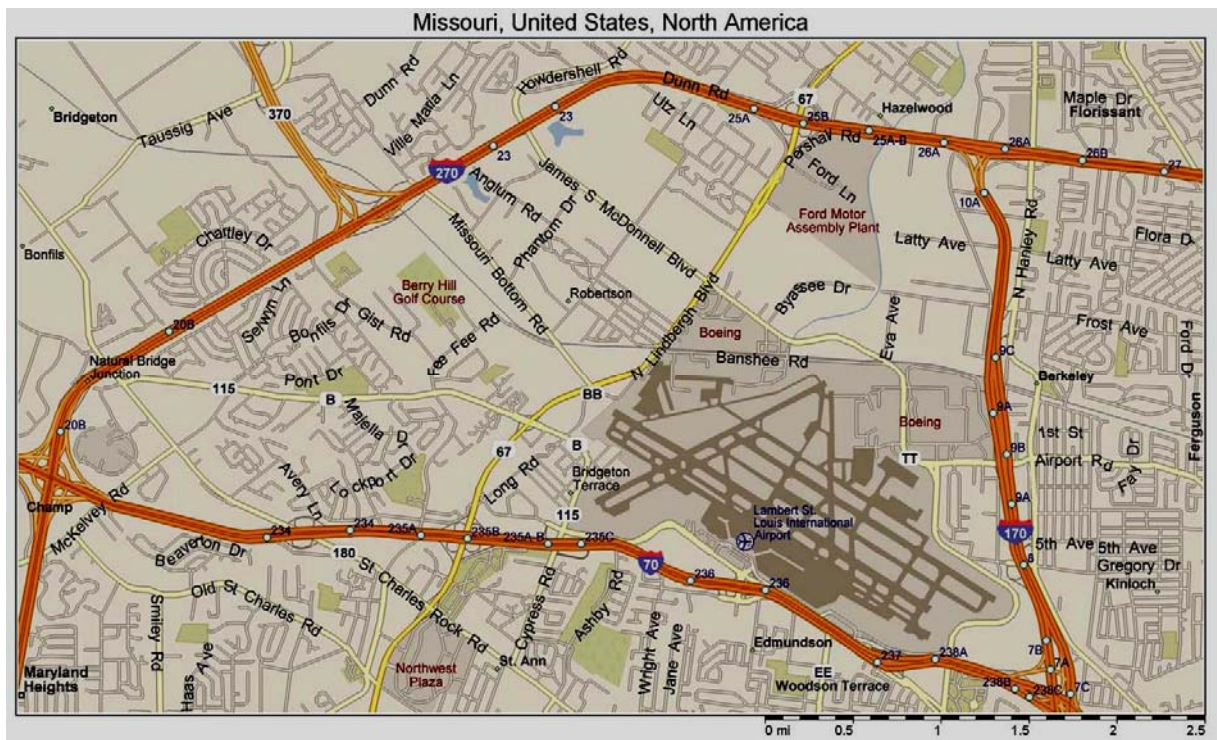 Missouri, United States, North America
Bridgeton
Taussig Ave
370
Dunn Rd
Ville Maria Ln
Howdershell Rd
23
23
270
Dunn Rd
Utz Ln
25A
67
25B
Hazelwood
Pershall Rd
25A-B
26A
26A
26B
27
Maple Dr
Florissant
Ford Ln
Ford Motor
Assembly Plant
10A
Anglum Rd
Phantom Dr
James S McDonnell Blvd
Missouri Bottom Rd
Latty Ave
N Hanley Rd
Flora Dr
Latty Ave
Bonfils
Chartley Dr
Berry Hill
Golf Course
Robertson
N Lindbergh Blvd
Byassee Dr
Eva Ave
Frost Ave
Ford Dr
20B
Selwyn Ln
Bonfils Dr
Gist Rd
Fee Fee Rd
Boeing
Banshee Rd
9C
Natural Bridge
Junction
115
Pont Dr
B
BB
Berkeley
Majella D
9A
Boeing
1st St
Ferguson
20B
67
B
9B
TT
Airport Rd
Fay Dr
Avery Ln
Lockport Dr
Long Rd
Bridgeton
Terrace
Champ
McKelvey Rd
115
Lambert St.
Louis International
Airport
9A
170
234
234
235A
235B
235A-B
235C
5th Ave
5th Ave
Gregory Dr
Kinloch
8
Beaverton Dr
180
70
236
236
St Charles Rock Rd
Old St Charles Rd
Smiley Rd
Haas Ave
Cypress Rd
Ashby Rd
Wright Ave
Jane Ave
Edmundson
237
238A
7B
7A
7C
238B
238C
EE
Woodson Terrace
Maryland
Heights
Northwest
Plaza
St. Ann
0 mi 0.5 1 1.5 2 2.5